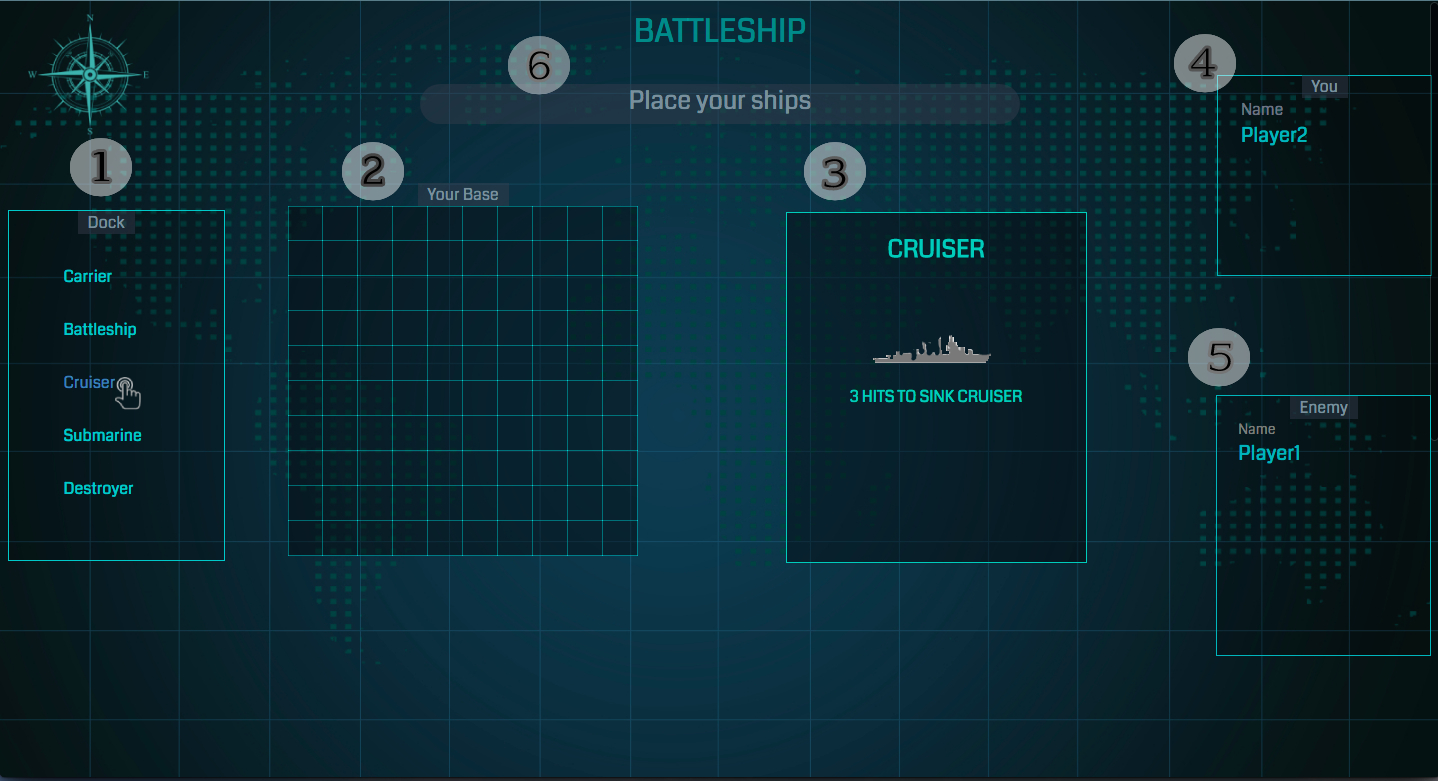 N
W E
S
BATTLESHIP
6
Place your ships
1
2
3
4
5
Dock
Carrier
Battleship
Cruiser
Submarine
Destroyer
Your Base
CRUISER
3 HITS TO SINK CRUISER
You
Name
Player2
Enemy
Name
Player1